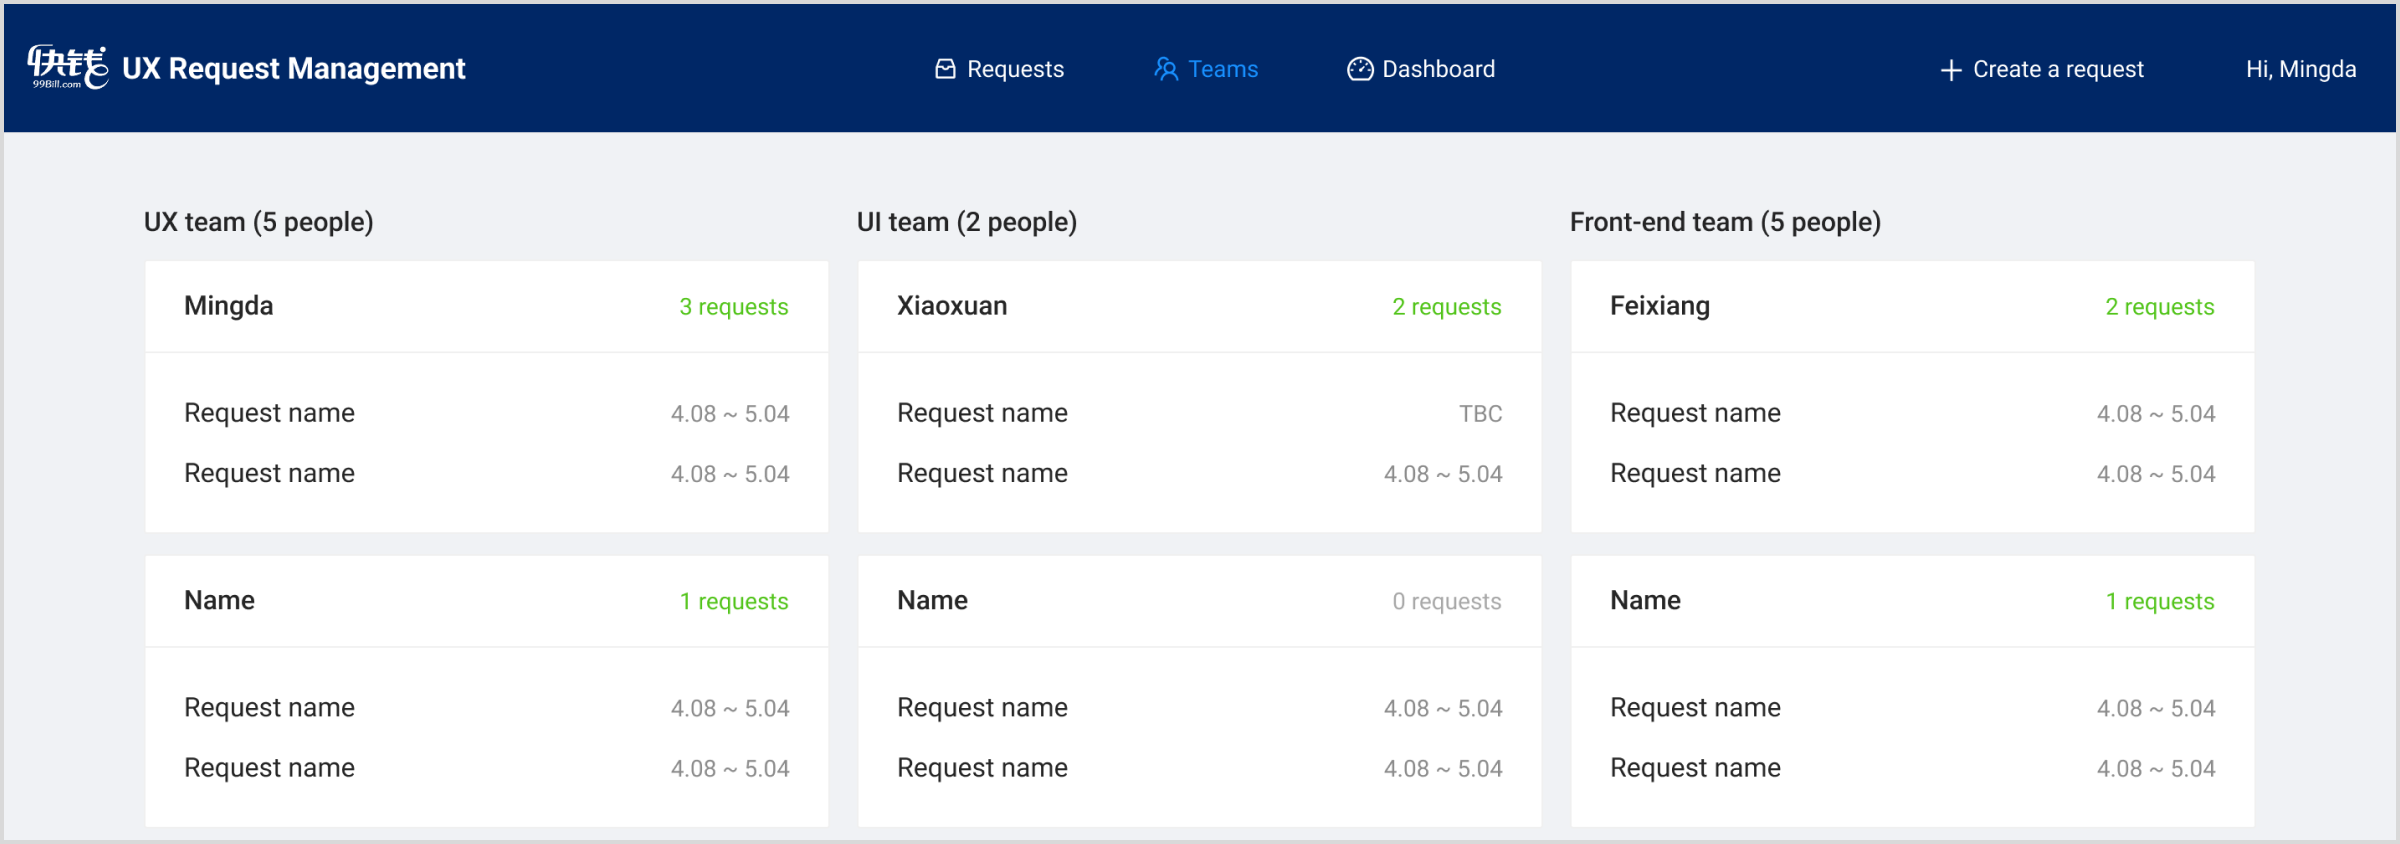 快钱
99Bill.com
UX Request Management
Requests
Teams
Dashboard
Create a request
Hi, Mingda
UX team (5 people)
Mingda
3 requests
Request name
4.08 ~ 5.04
Request name
4.08 ~ 5.04
Name
1 requests
Request name
4.08 ~ 5.04
Request name
4.08 ~ 5.04
UI team (2 people)
Xiaoxuan
2 requests
Request name
TBC
Request name
4.08 ~ 5.04
Name
0 requests
Request name
4.08 ~ 5.04
Request name
4.08 ~ 5.04
Front-end team (5 people)
Feixiang
2 requests
Request name
4.08 ~ 5.04
Request name
4.08 ~ 5.04
Name
1 requests
Request name
4.08 ~ 5.04
Request name
4.08 ~ 5.04